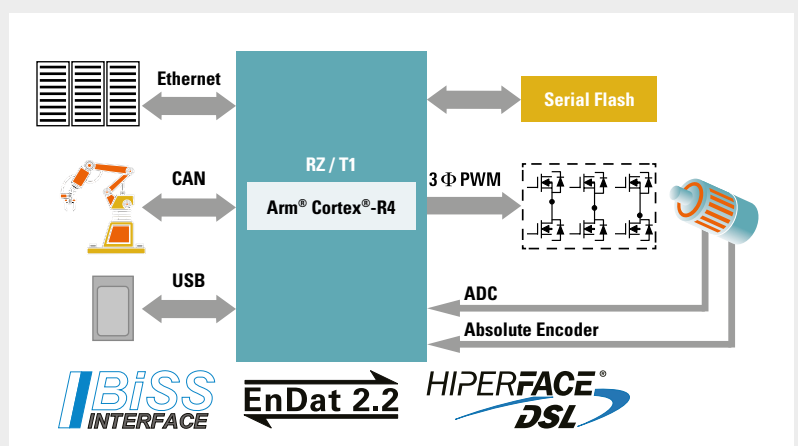 Ethernet
Serial Flash
RZ / T1
CAN
3 Φ PWM
Arm® Cortex®-R4
USB
ADC
Absolute Encoder
BiSS
INTERFACE
EnDat 2.2
HIPERFACE®
DSL